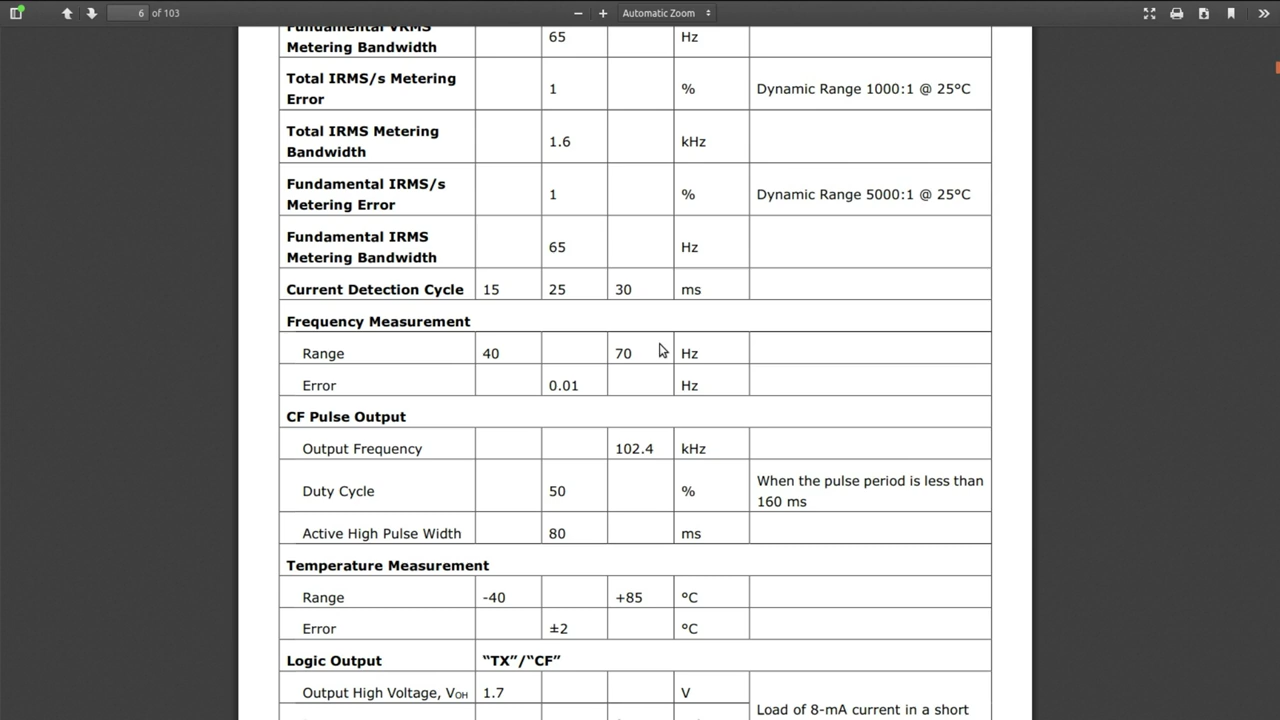 6 of 103
Automatic Zoom
Fundamental VRMS
Metering Bandwidth 65 Hz
Total IRMS/s Metering
Error 1 % Dynamic Range 1000:1 @ 25°C
Total IRMS Metering
Bandwidth 1.6 kHz
Fundamental IRMS/s
Metering Error 1 % Dynamic Range 5000:1 @ 25°C
Fundamental IRMS
Metering Bandwidth 65 Hz
Current Detection Cycle 15 25 30 ms
Frequency Measurement
Range 40 70 Hz
Error 0.01 Hz
CF Pulse Output
Output Frequency 102.4 kHz
Duty Cycle 50 % When the pulse period is less than
160 ms
Active High Pulse Width 80 ms
Temperature Measurement
Range -40 +85 °C
Error ±2 °C
Logic Output “TX”/“CF”
Output High Voltage, VOH 1.7 V
Load of 8-mA current in a short